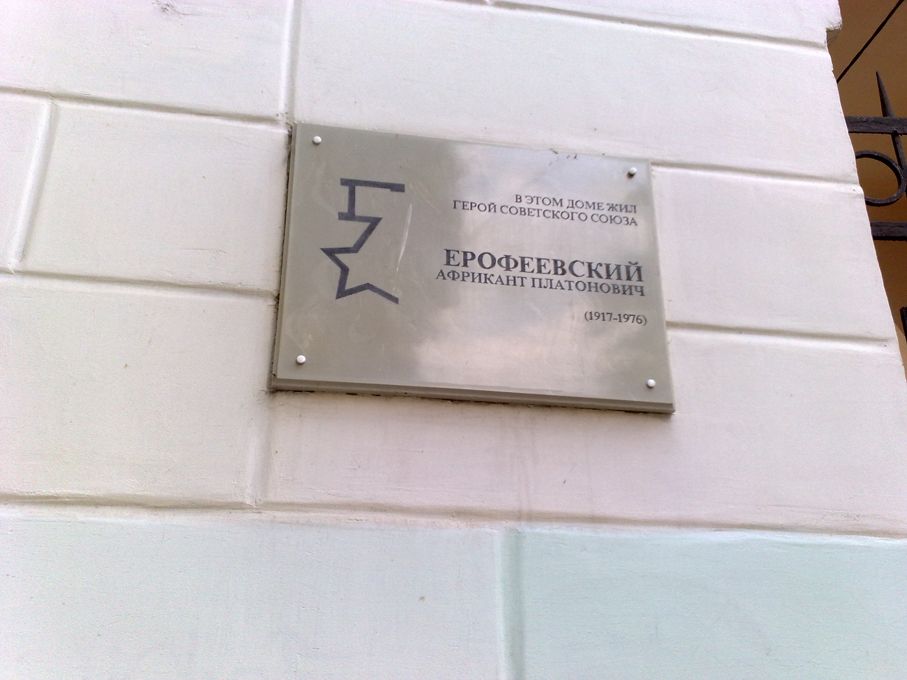 В ЭТОМ ДОМЕ ЖИЛ
ГЕРОЙ СОВЕТСКОГО СОЮЗА
ЕРОФЕЕВСКИЙ
АФРИКАНТ ПЛАТОНОВИЧ
(1917-1976)